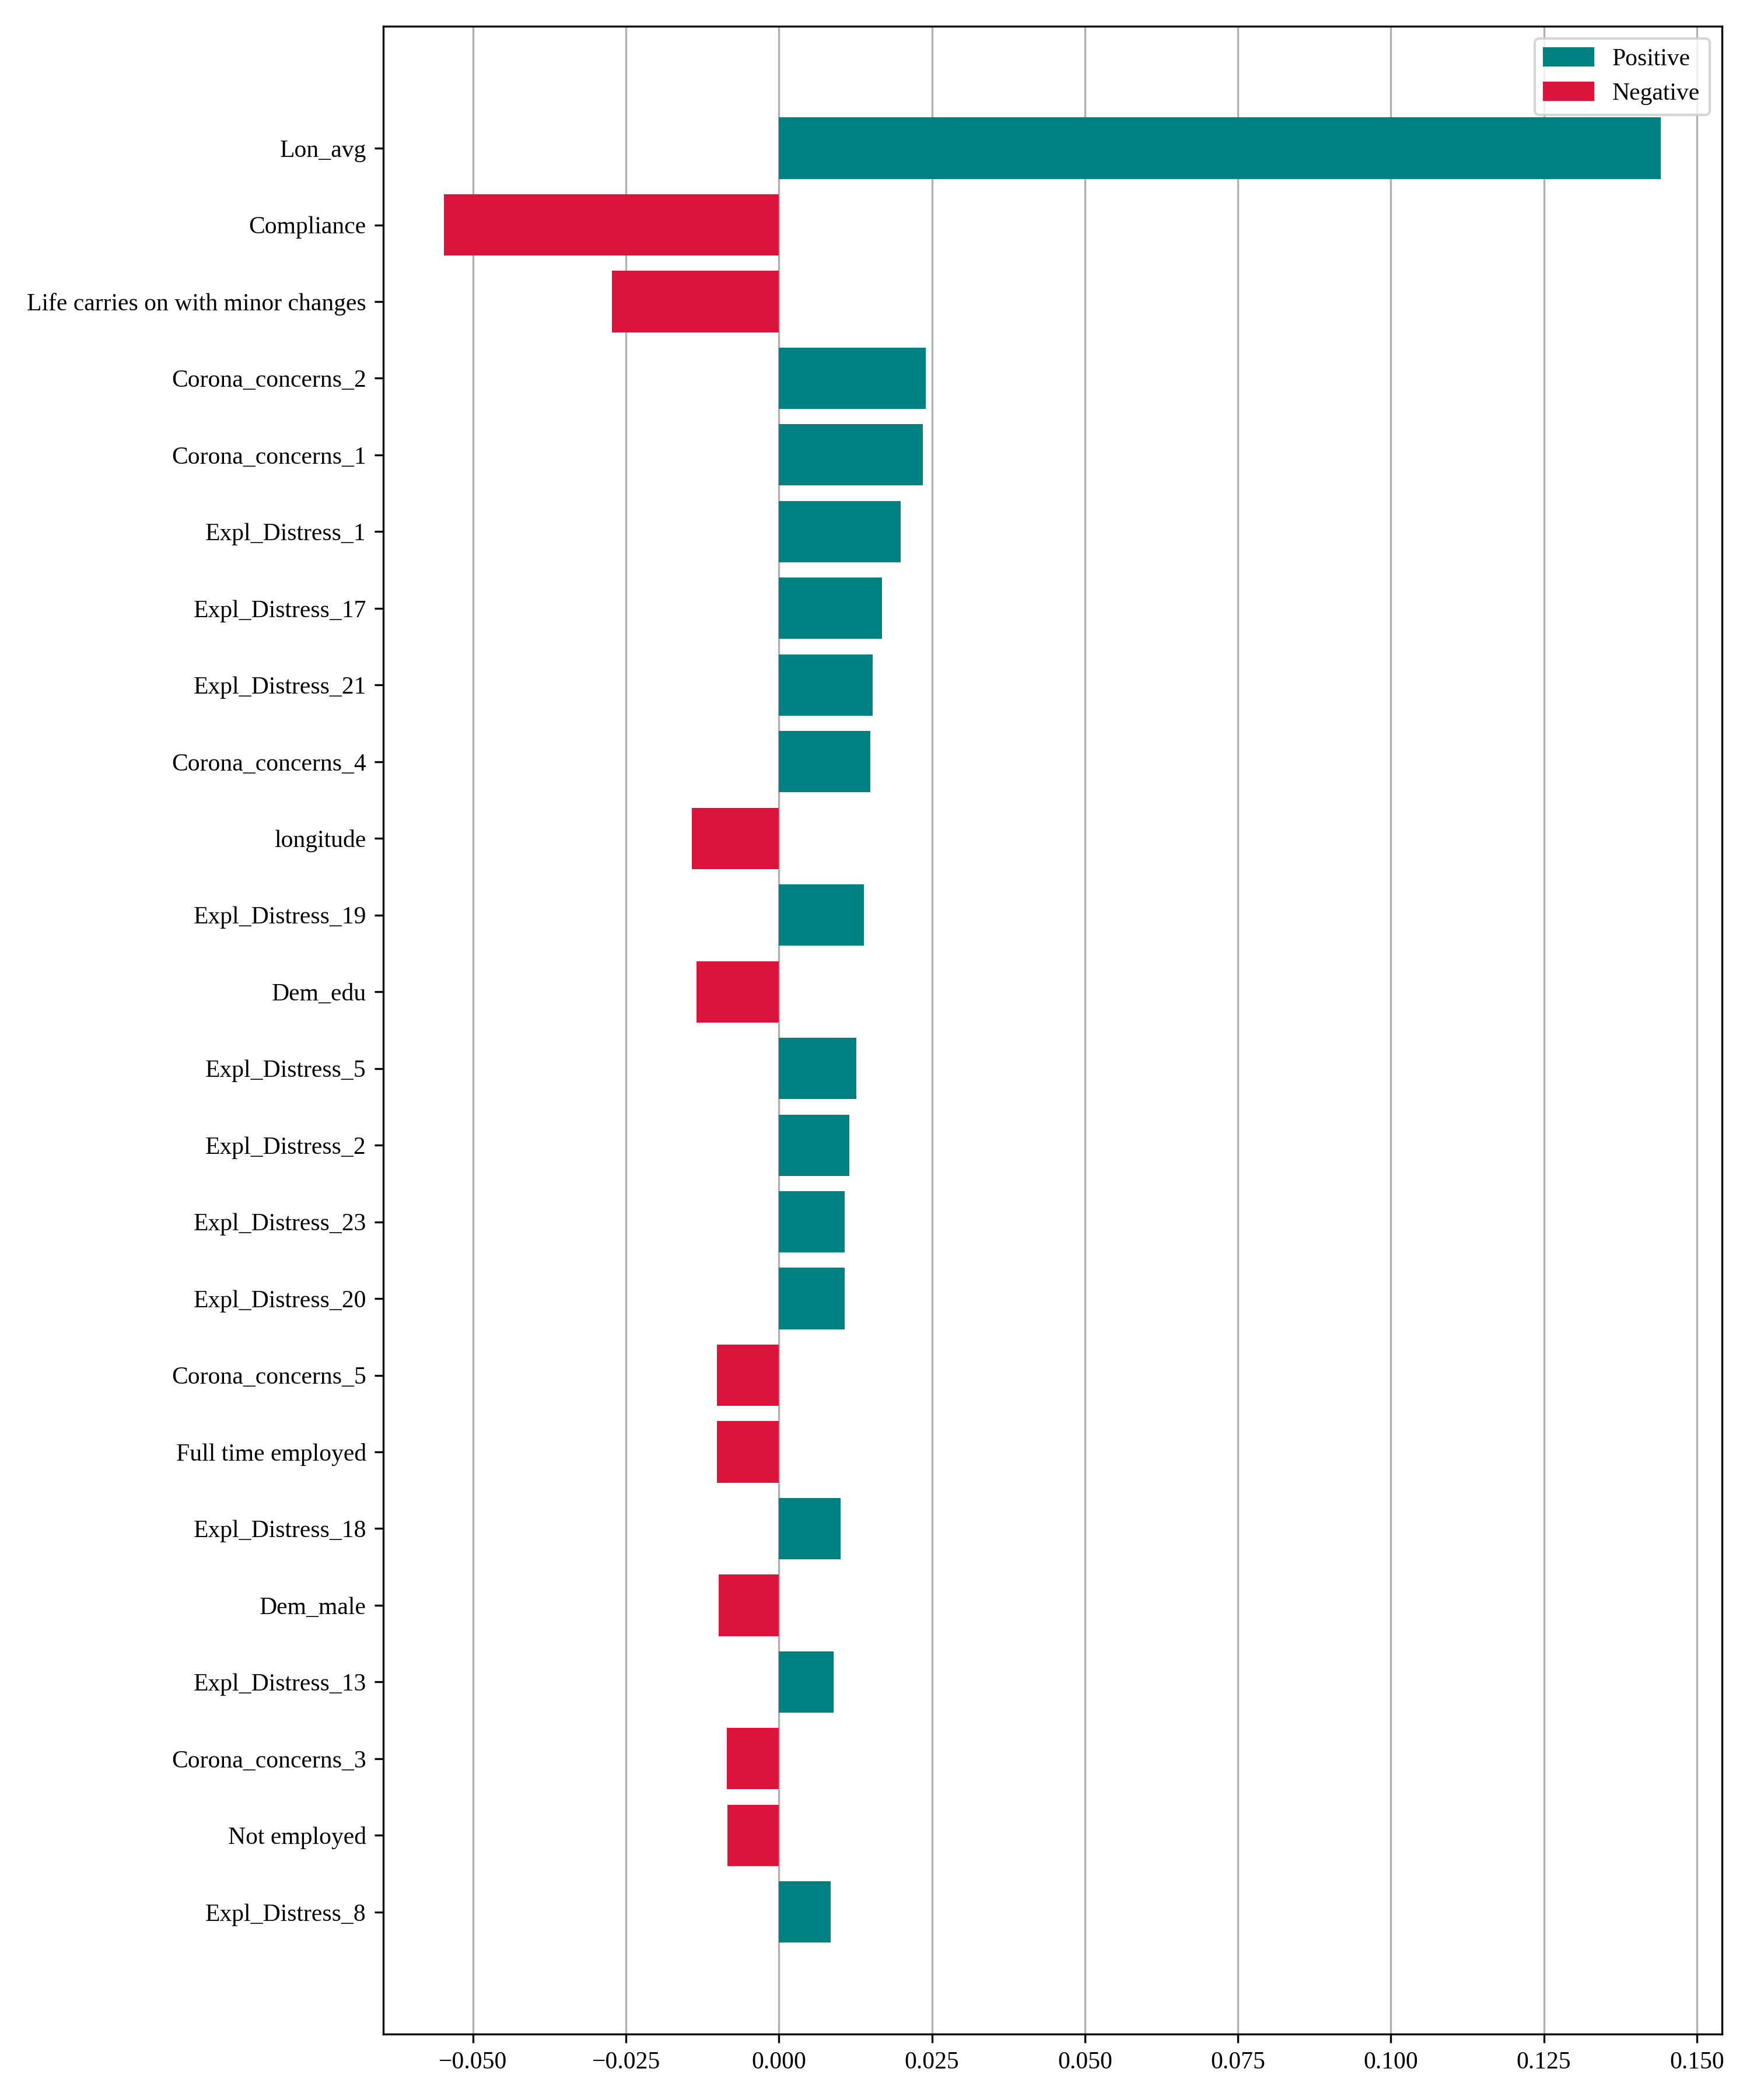 Positive
Negative
Lon_avg
Compliance
Life carries on with minor changes
Corona_concerns_2
Corona_concerns_1
Expl_Distress_1
Expl_Distress_17
Expl_Distress_21
Corona_concerns_4
longitude
Expl_Distress_19
Dem_edu
Expl_Distress_5
Expl_Distress_2
Expl_Distress_23
Expl_Distress_20
Corona_concerns_5
Full time employed
Expl_Distress_18
Dem_male
Expl_Distress_13
Corona_concerns_3
Not employed
Expl_Distress_8
−0.050 −0.025 0.000 0.025 0.050 0.075 0.100 0.125 0.150